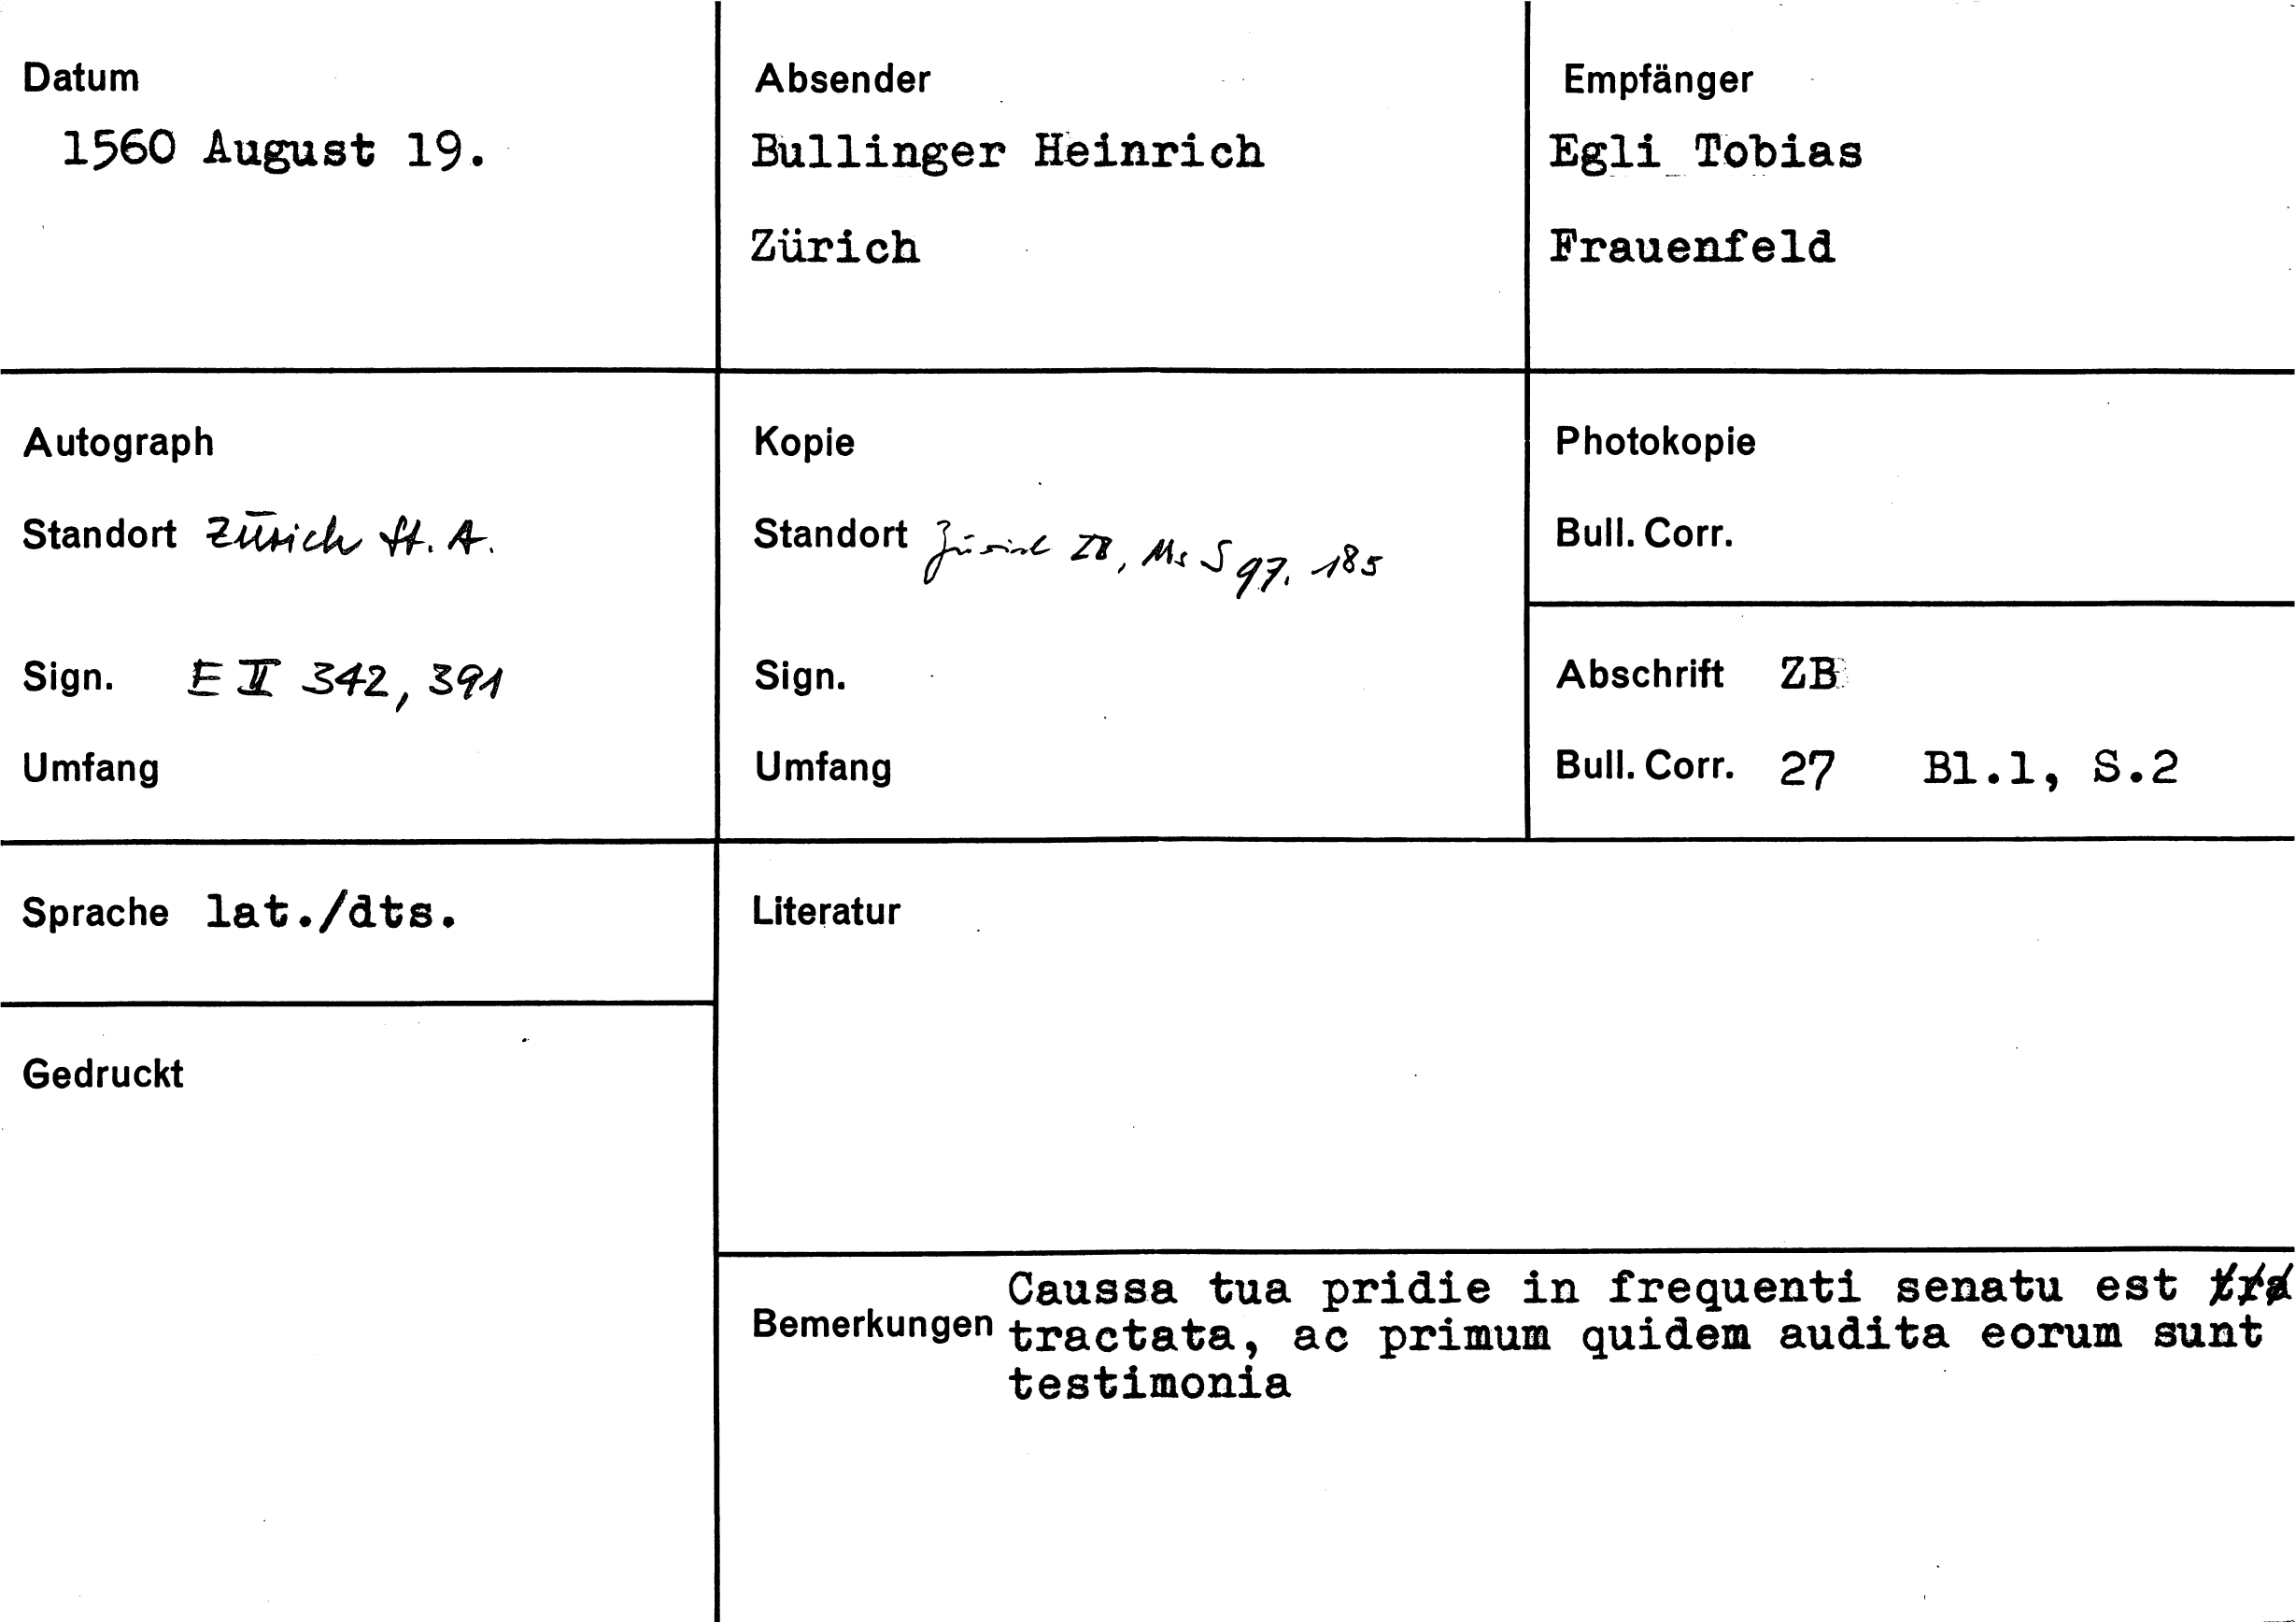 Datum
1560 August 19.
Absender
Bullinger Heinrich
Zürich
Empfänger
Egli Tobias
Frauenfeld
Autograph
Standort Zürich St. A.
Sign. E II 342, 391
Umfang
Kopie
Standort Zürich ZB, Ms S 97. 185
Sign.
Umfang
Photokopie
Bull. Corr.
Abschrift ZB
Bull. Corr. 27 Bl.1, S.2
Sprache lat./dts.
Gedruckt
Literatur
Bemerkungen
Caussa tua pridie in frequenti senatu est
tractata, ac primum quidem audita eorum sunt
testimonia